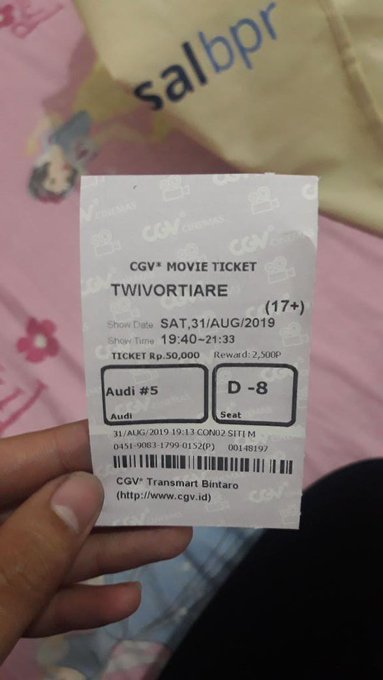 salbpr
CGV* MOVIE TICKET
TWIVORTIARE
(17+)
Show Date SAT,31/AUG/2019
Show Time 19:40~21:33
TICKET Rp.50,000 Reward: 2,500P
Audi #5
Audi
D -8
Seat
31/AUG/2019 19:13 CON02 SITI M
0451-9083-1799-0152(P) 00148197
CGV* Transmart Bintaro
(http://www.cgv.id)